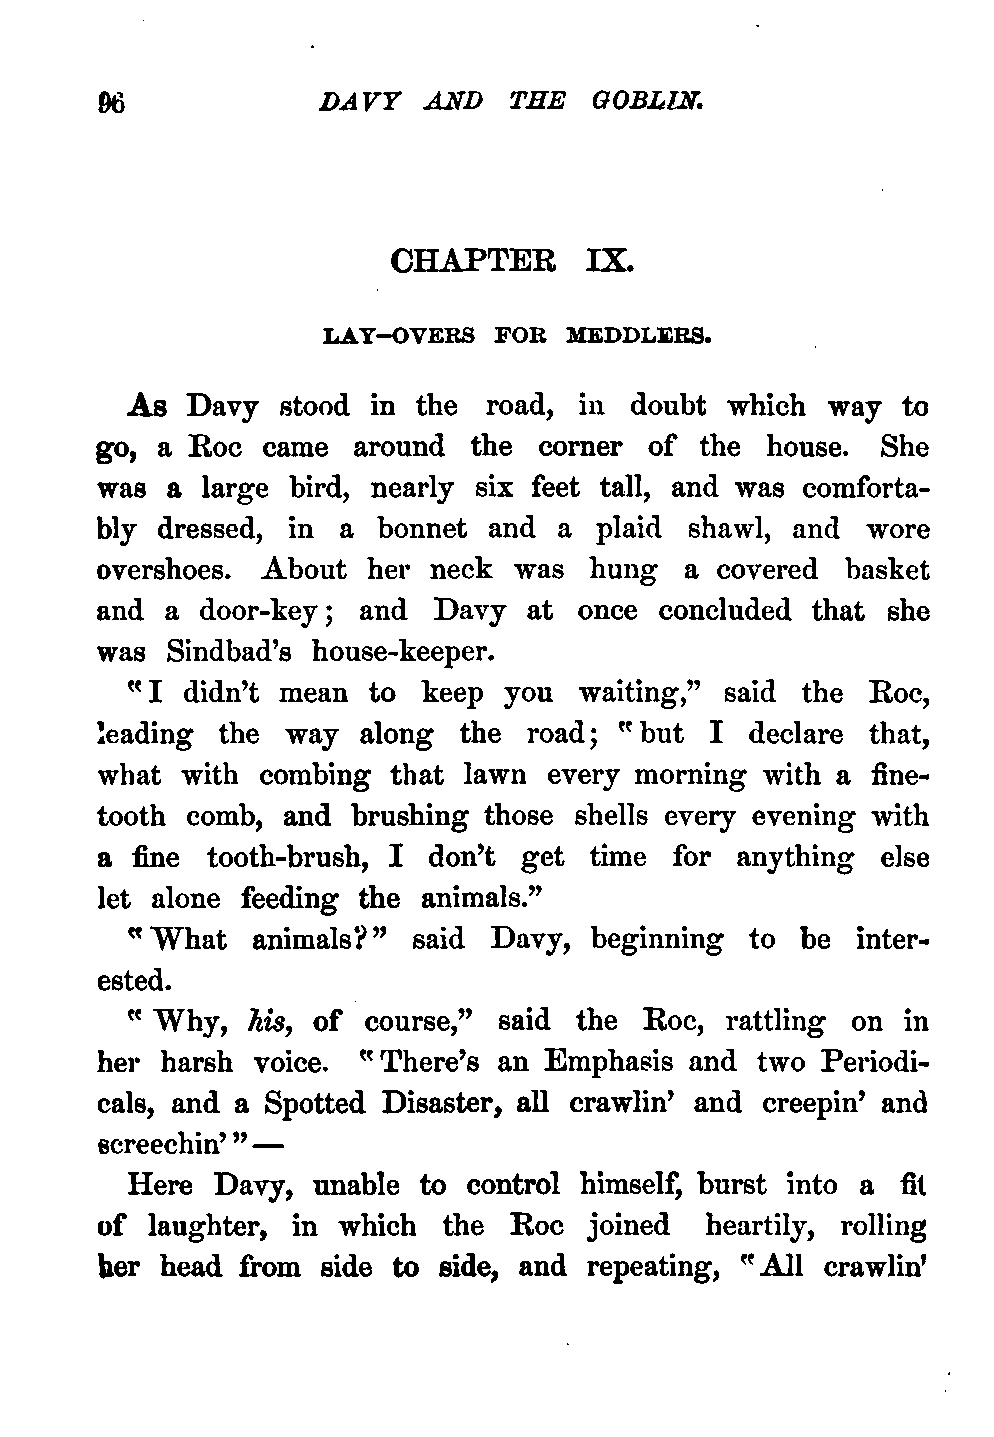 96 DAVY AND THE GOBLIN.
CHAPTER IX.
LAY-OVERS FOR MEDDLERS.
As Davy stood in the road, in doubt which way to
go, a Roc came around the corner of the house. She
was a large bird, nearly six feet tall, and was comforta-
bly dressed, in a bonnet and a plaid shawl, and wore
overshoes. About her neck was hung a covered basket
and a door-key; and Davy at once concluded that she
was Sindbad's house-keeper.
"I didn't mean to keep you waiting," said the Roc,
leading the way along the road; "but I declare that,
what with combing that lawn every morning with a fine-
tooth comb, and brushing those shells every evening with
a fine tooth-brush, I don't get time for anything else
let alone feeding the animals."
"What animals?" said Davy, beginning to be inter-
ested.
"Why, his, of course," said the Roc, rattling on in
her harsh voice. "There's an Emphasis and two Periodi-
cals, and a Spotted Disaster, all crawlin' and creepin' and
screechin'"—
Here Davy, unable to control himself, burst into a fit
of laughter, in which the Roc joined heartily, rolling
her head from side to side, and repeating, "All crawlin'